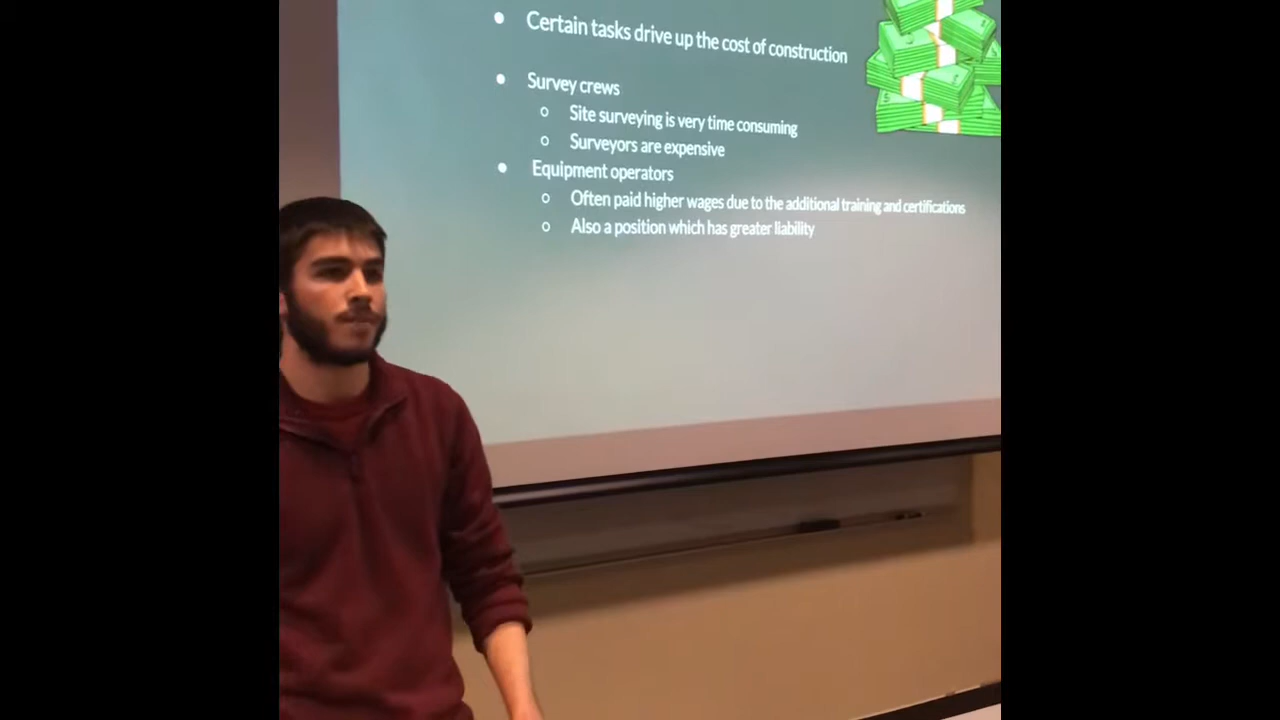 Certain tasks drive up the cost of construction
Survey crews
Site surveying is very time consuming
Surveyors are expensive
Equipment operators
Often paid higher wages due to the additional training and certifications
Also a position which has greater liability